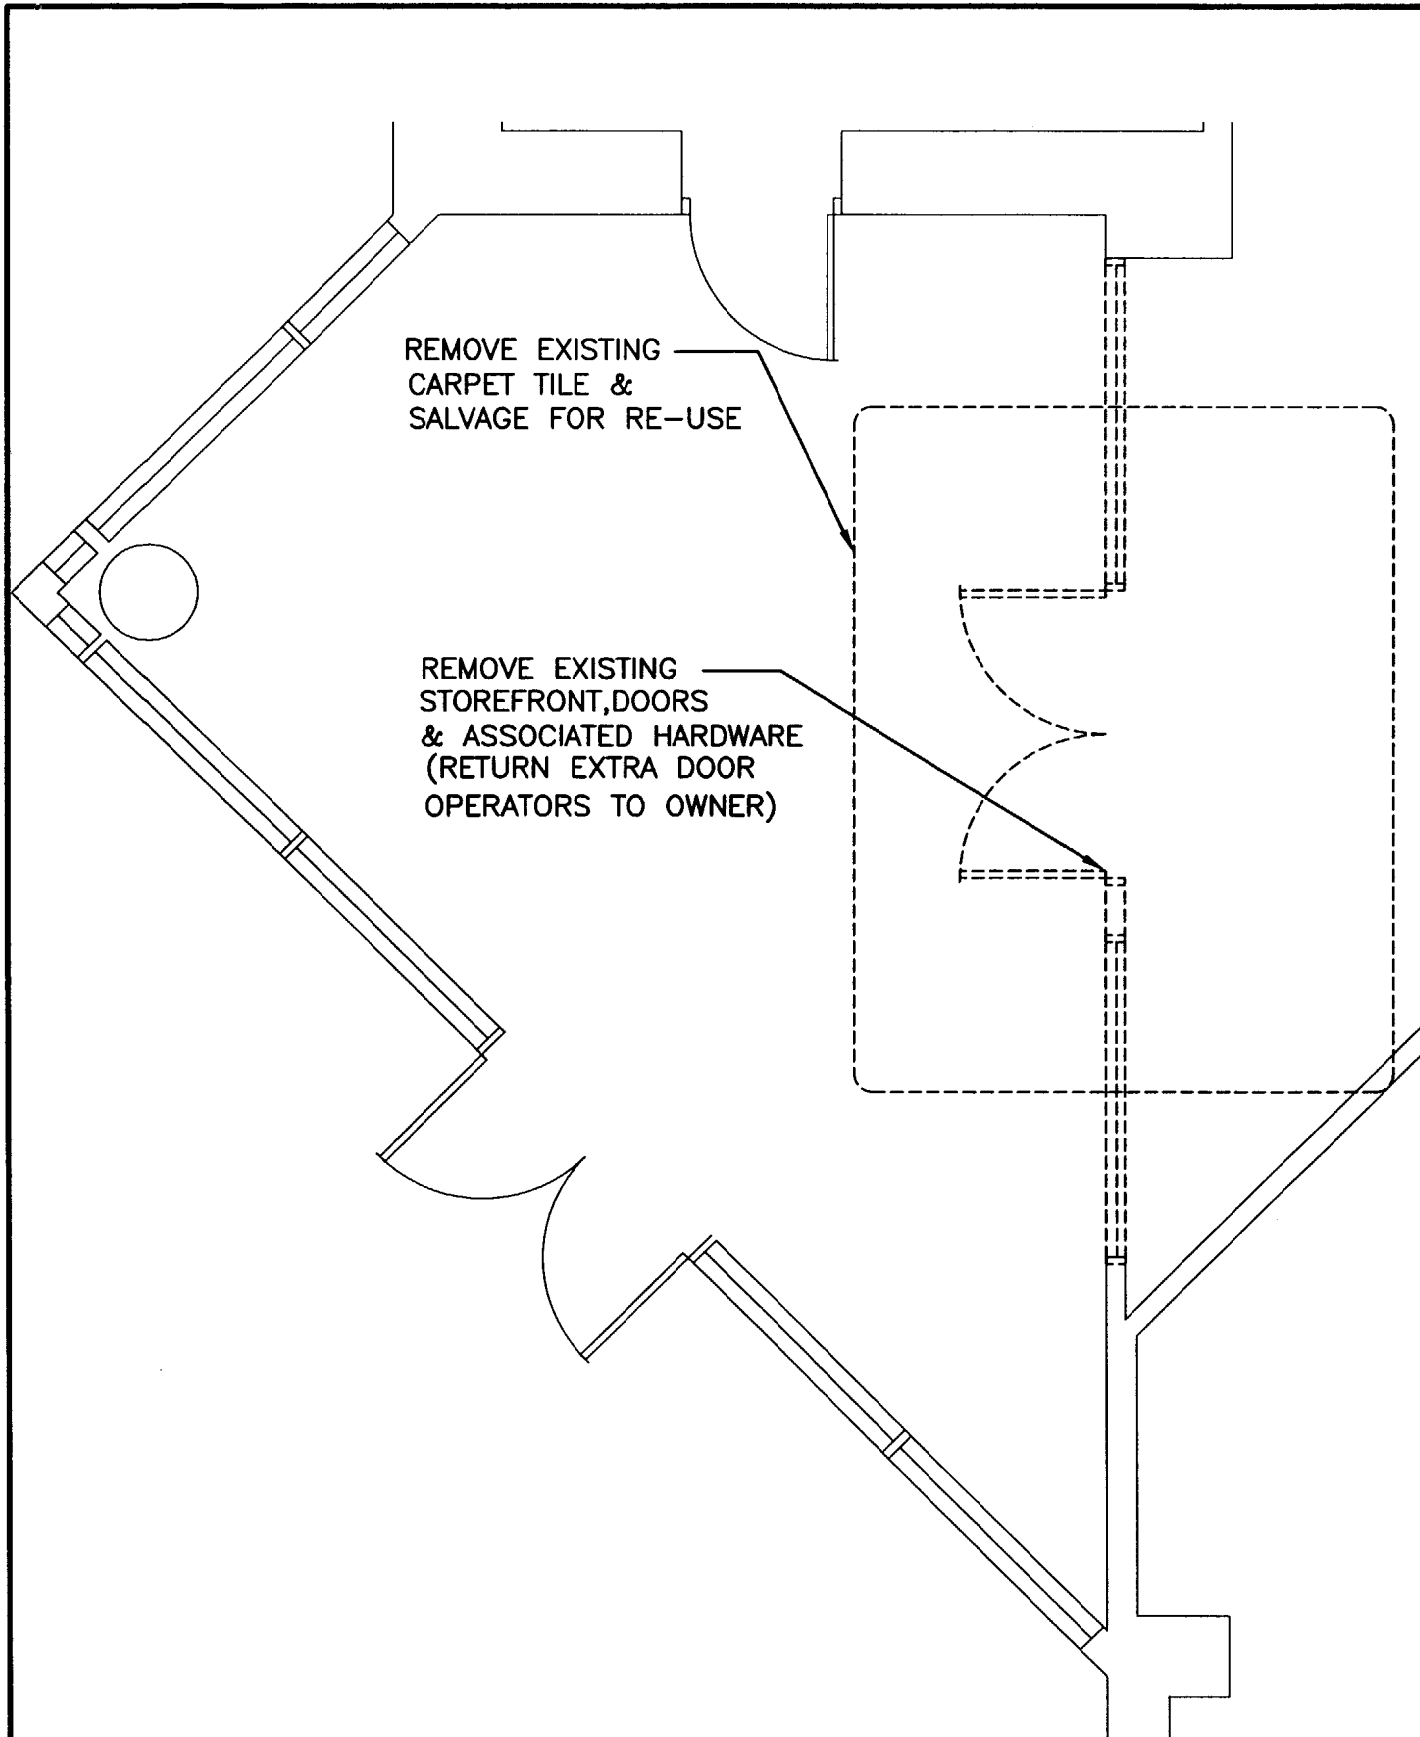 REMOVE EXISTING
CARPET TILE &
SALVAGE FOR RE-USE
REMOVE EXISTING
STOREFRONT,DOORS
& ASSOCIATED HARDWARE
(RETURN EXTRA DOOR
OPERATORS TO OWNER)